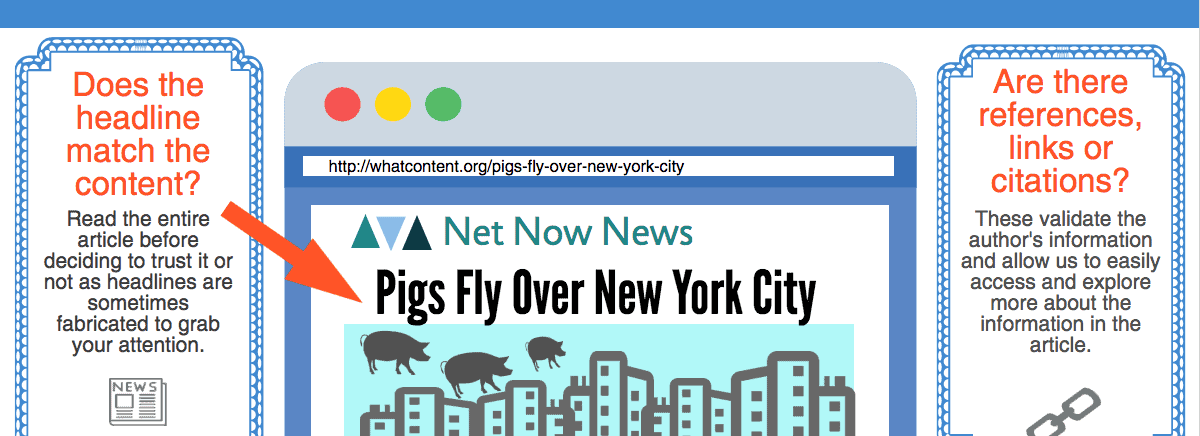 Does the
headline
match the
content?
Read the entire
article before
deciding to trust it or
not as headlines are
sometimes
fabricated to grab
your attention.
NEWS
http://whatcontent.org/pigs-fly-over-new-york-city
Net Now News
Pigs Fly Over New York City
Are there
references,
links or
citations?
These validate the
author's information
and allow us to easily
access and explore
more about the
information in the
article.